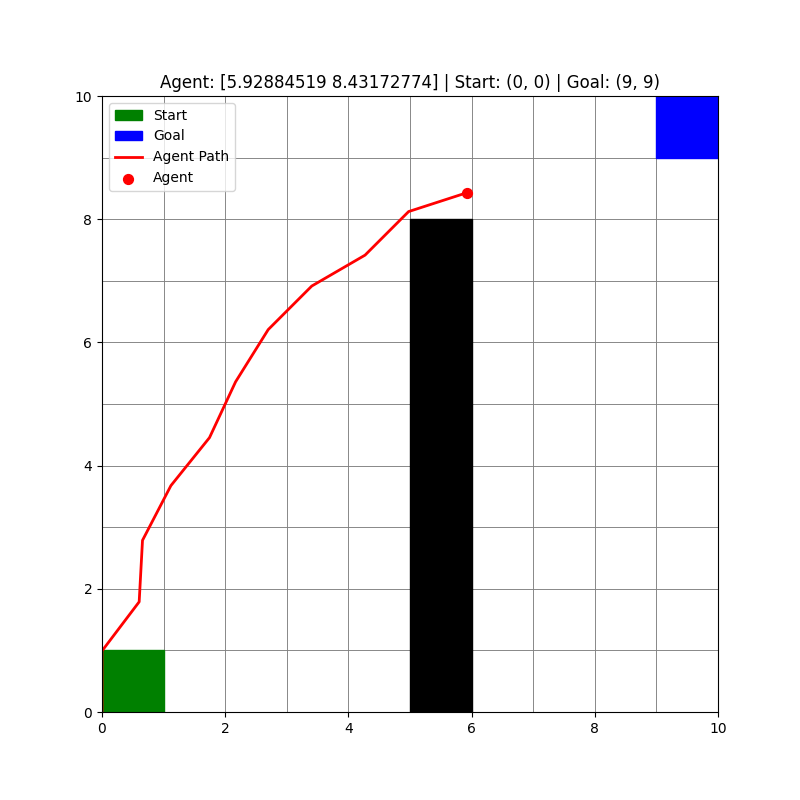 Agent: [5.92884519 8.43172774] | Start: (0, 0) | Goal: (9, 9)
Start
Goal
Agent Path
Agent
10
8
6
4
2
0
0 2 4 6 8 10